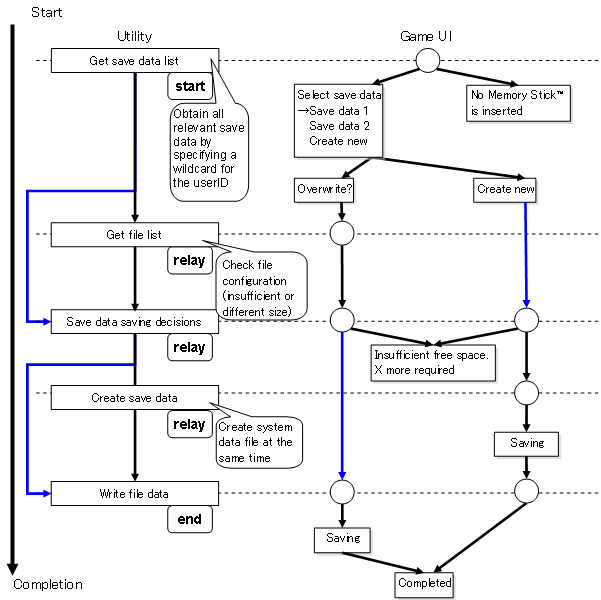 Start
Utility
Game UI
Get save data list
start
Obtain all
relevant save
data by
specifying a
wildcard for
the userID
Select save data
→Save data 1
Save data 2
Create new
No Memory Stick™
is inserted
Overwrite?
Create new
Get file list
relay
Check file
configuration
(insufficient or
different size)
Save data saving decisions
relay
Insufficient free space.
X more required
Create save data
relay
Create system
data file at the
same time
Saving
Write file data
end
Saving
Completed
Completion